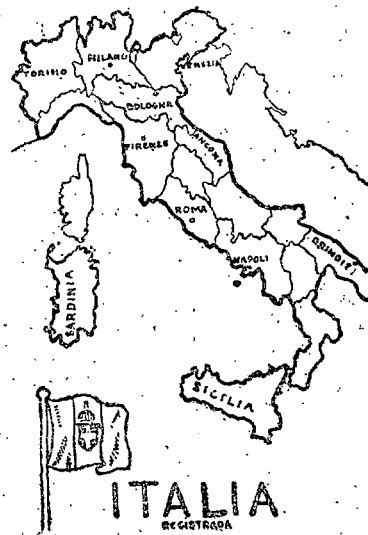 MILANO
TORINO
VENEZIA
BOLOGNA
FIRENZE
ANCONA
ROMA
NAPOLI
BRINDISI
SARDINIA
SICILIA
ITALIA
REGISTRADA